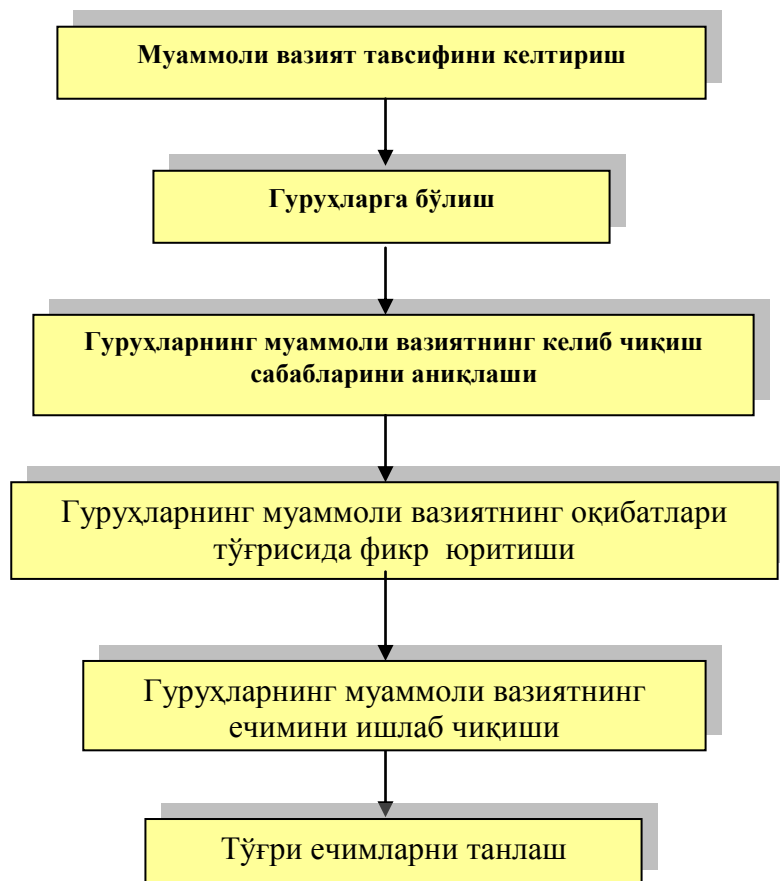 Муаммоли вазият тавсифини келтириш
Гуруҳларга бўлиш
Гуруҳларнинг муаммоли вазиятнинг келиб чиқиш
сабабларини аниқлаши
Гуруҳларнинг муаммоли вазиятнинг оқибатлари
тўғрисида фикр юритиши
Гуруҳларнинг муаммоли вазиятнинг
ечимини ишлаб чиқиши
Тўғри ечимларни танлаш